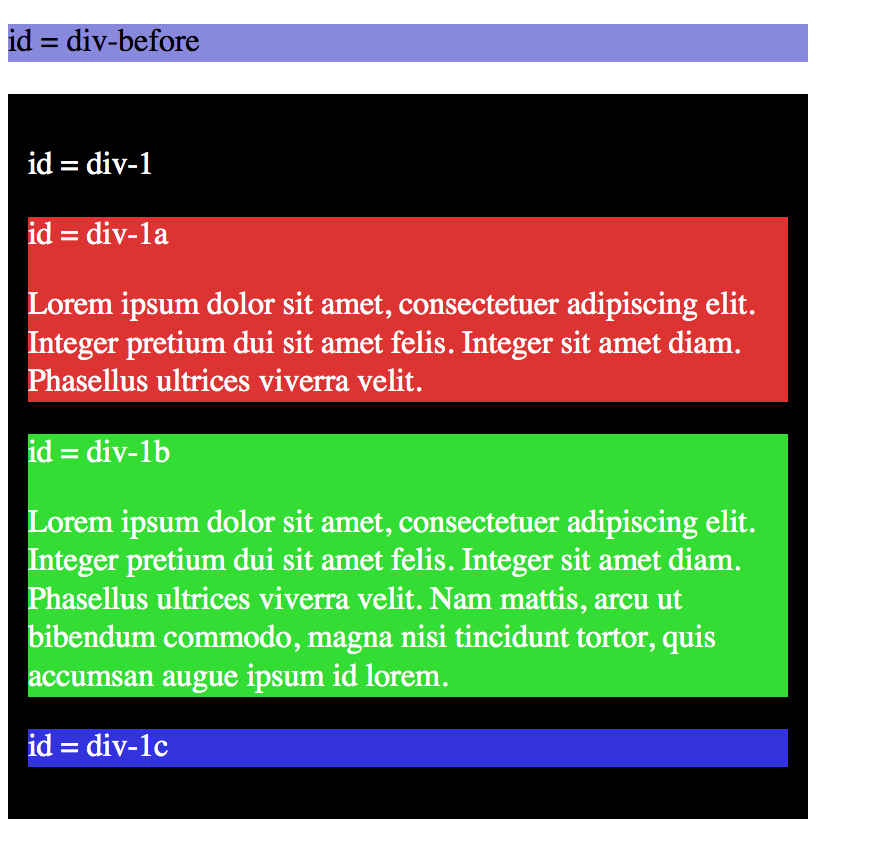 id = div-before
id = div-1
id = div-1a
Lorem ipsum dolor sit amet, consectetuer adipiscing elit.
Integer pretium dui sit amet felis. Integer sit amet diam.
Phasellus ultrices viverra velit.
id = div-1b
Lorem ipsum dolor sit amet, consectetuer adipiscing elit.
Integer pretium dui sit amet felis. Integer sit amet diam.
Phasellus ultrices viverra velit. Nam mattis, arcu ut
bibendum commodo, magna nisi tincidunt tortor, quis
accumsan augue ipsum id lorem.
id = div-1c